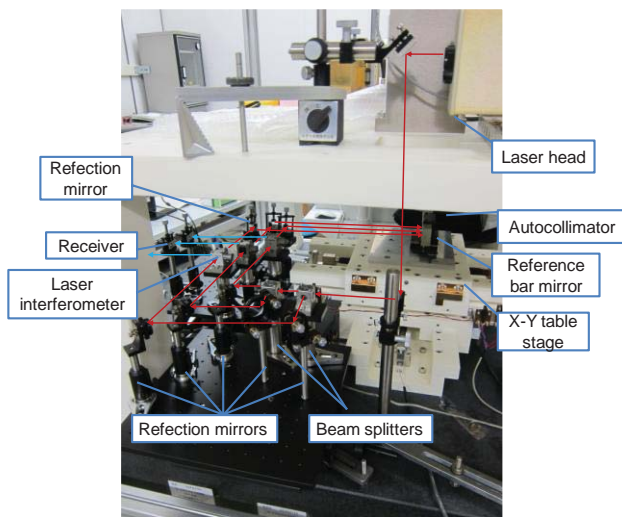 Laser head
Refection
mirror
Autocollimator
Receiver
Reference
bar mirror
Laser
interferometer
X-Y table
stage
Refection mirrors
Beam splitters